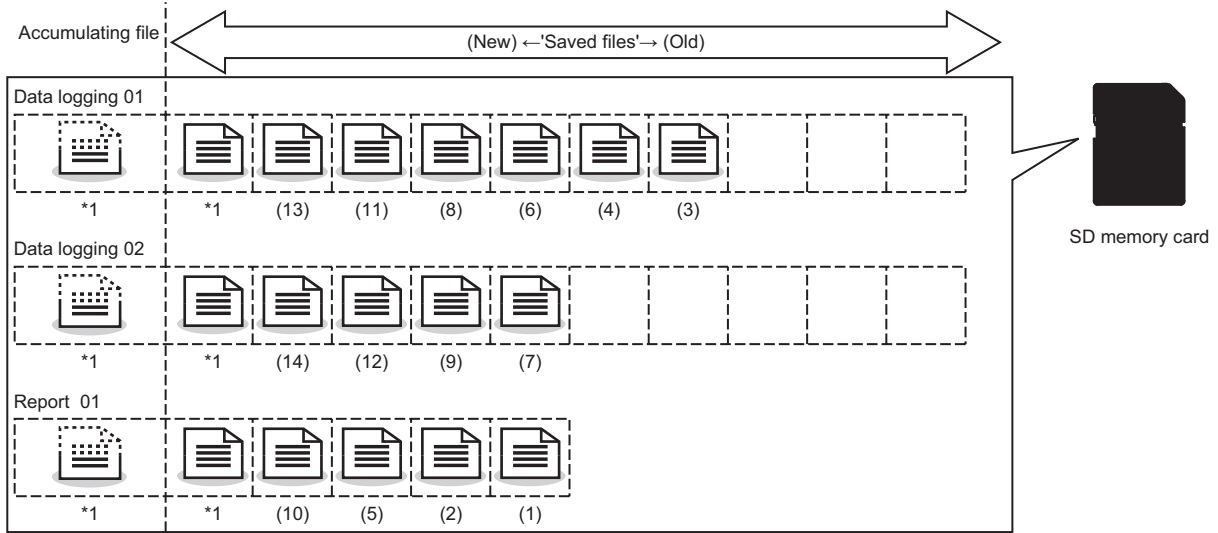 Accumulating file
(New) ←'Saved files'→ (Old)
Data logging 01
*1 *1 (13) (11) (8) (6) (4) (3)
SD memory card
Data logging 02
*1 *1 (14) (12) (9) (7)
Report 01
*1 *1 (10) (5) (2) (1)